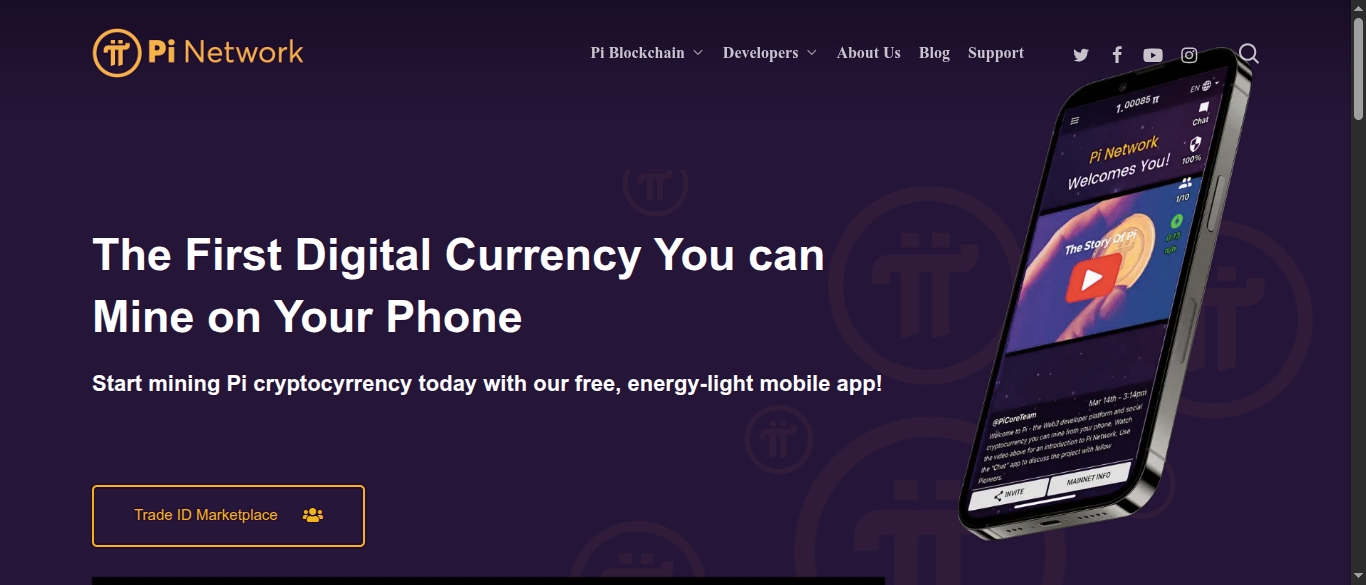 Pi Network
Pi Blockchain
Developers
About Us
Blog
Support
The First Digital Currency You can
Mine on Your Phone
Start mining Pi cryptocyrrency today with our free, energy-light mobile app!
Trade ID Marketplace
EN
1.00085 π
Chat
Pi Network
Welcomes You!
100%
1/10
The Story Of Pi
Mar 14th - 3:14pm
@PiCoreTeam
Welcome to Pi - the Web3 developer platform and social
cryptocurrency you can mine from your phone. Watch
the video above for an introduction to Pi Network. Use
the "Chat" app to discuss the project with fellow
Pioneers.
INVITE
MAINNET INFO